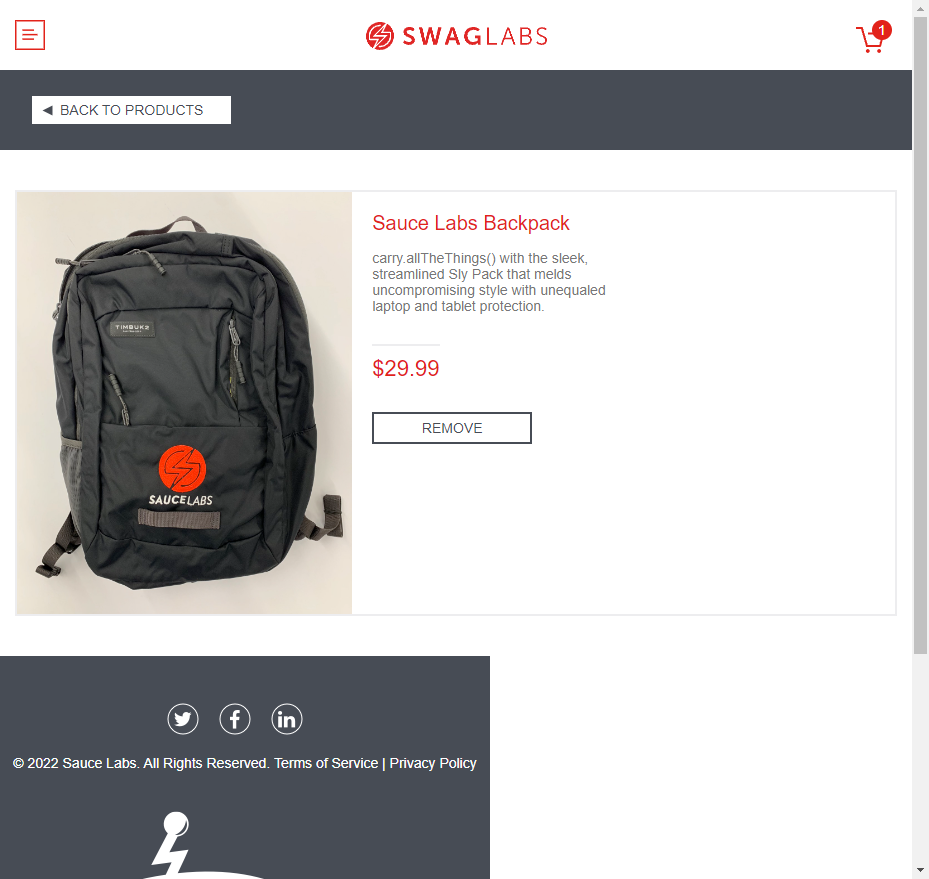 SWAGLABS
1
BACK TO PRODUCTS
Sauce Labs Backpack
carry.allTheThings() with the sleek,
streamlined Sly Pack that melds
uncompromising style with unequaled
laptop and tablet protection.
$29.99
REMOVE
TIMBUK2
SAUCELABS
© 2022 Sauce Labs. All Rights Reserved. Terms of Service | Privacy Policy